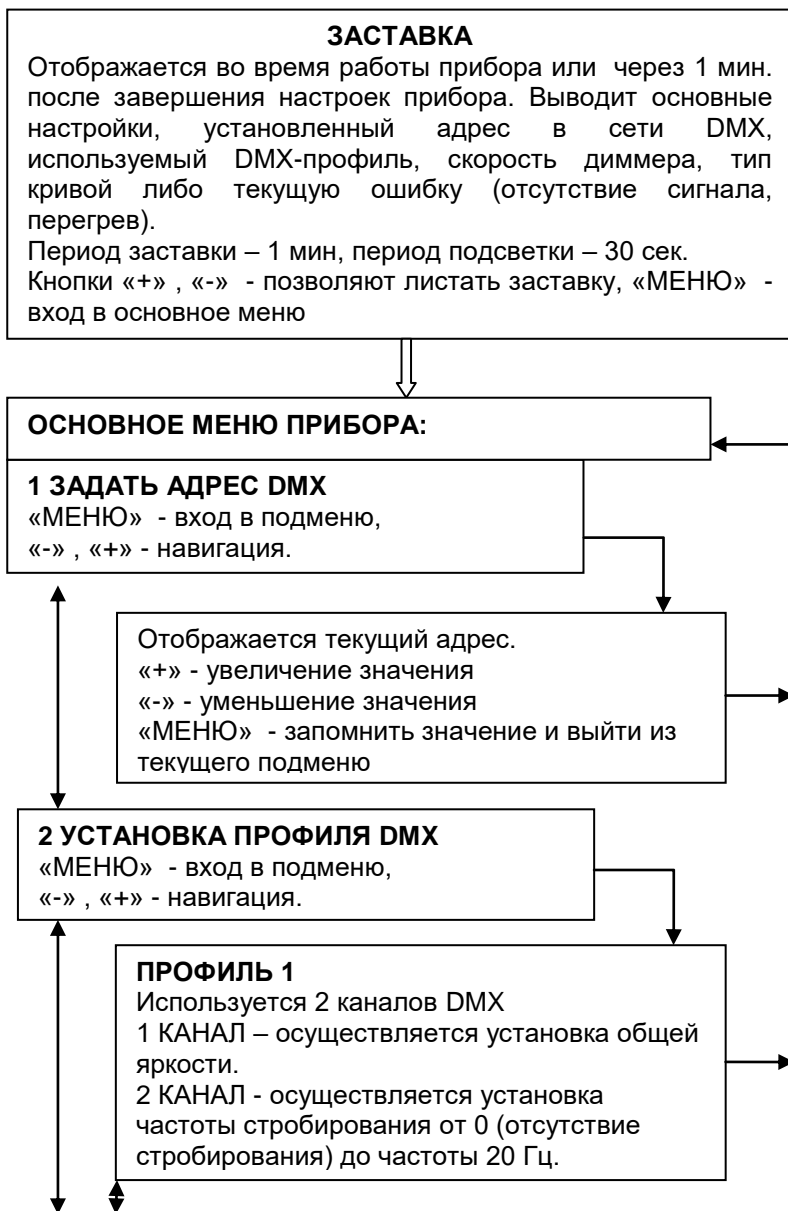 ЗАСТАВКА
Отображается во время работы прибора или через 1 мин.
после завершения настроек прибора. Выводит основные
настройки, установленный адрес в сети DMX,
используемый DMX-профиль, скорость диммера, тип
кривой либо текущую ошибку (отсутствие сигнала,
перегрев).
Период заставки – 1 мин, период подсветки – 30 сек.
Кнопки «+» , «-» - позволяют листать заставку, «МЕНЮ» -
вход в основное меню
ОСНОВНОЕ МЕНЮ ПРИБОРА:
1 ЗАДАТЬ АДРЕС DMX
«МЕНЮ» - вход в подменю,
«-» , «+» - навигация.
Отображается текущий адрес.
«+» - увеличение значения
«-» - уменьшение значения
«МЕНЮ» - запомнить значение и выйти из
текущего подменю
2 УСТАНОВКА ПРОФИЛЯ DMX
«МЕНЮ» - вход в подменю,
«-» , «+» - навигация.
ПРОФИЛЬ 1
Используется 2 каналов DMX
1 КАНАЛ – осуществляется установка общей
яркости.
2 КАНАЛ - осуществляется установка
частоты стробирования от 0 (отсутствие
стробирования) до частоты 20 Гц.